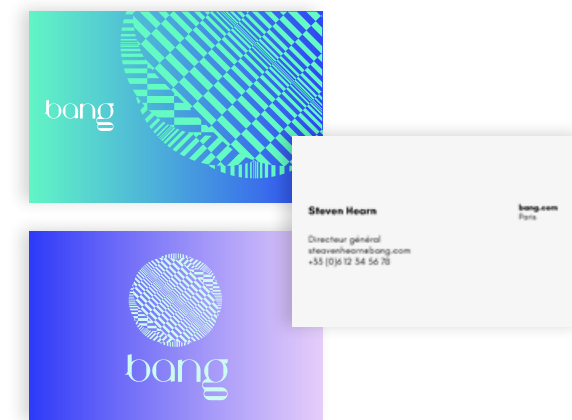 bang
Steven Hearn
bang.com
Paris
Directeur général
steavenhearnebang.com
+33 (0)6 12 34 56 78
bang